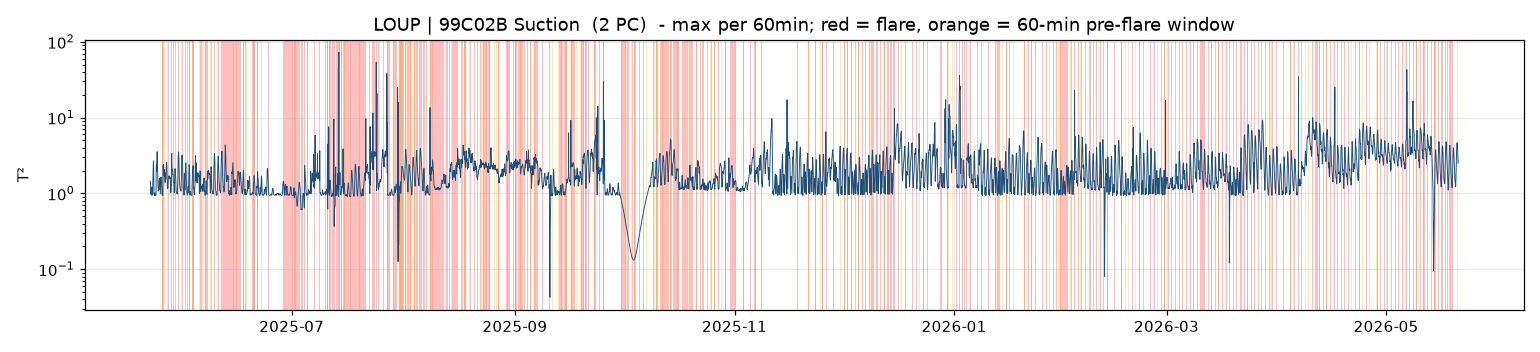 LOUP | 99C02B Suction  (2 PC)  - max per 60min; red = flare, orange = 60-min pre-flare window
T²
10²
10¹
10⁰
10⁻¹
2025-07 2025-09 2025-11 2026-01 2026-03 2026-05